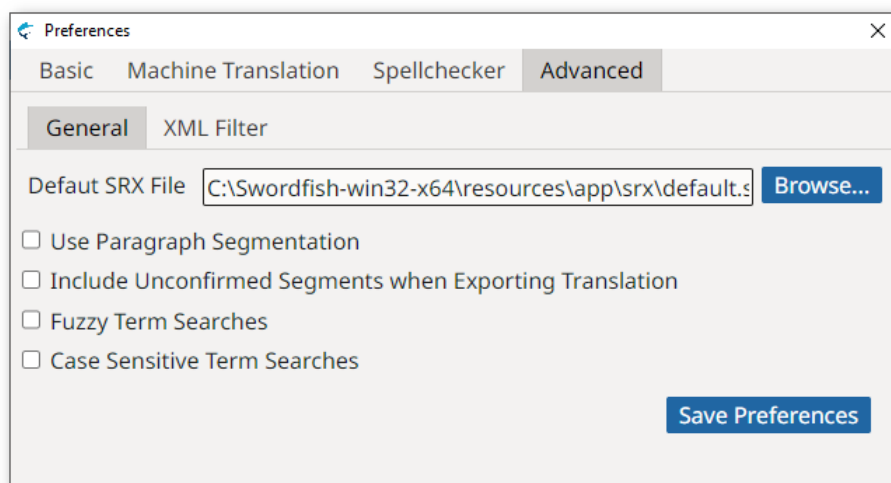 Preferences
Basic Machine Translation Spellchecker Advanced
General XML Filter
Defaut SRX File C:\Swordfish-win32-x64\resources\app\srx\default.s Browse...
Use Paragraph Segmentation
Include Unconfirmed Segments when Exporting Translation
Fuzzy Term Searches
Case Sensitive Term Searches
Save Preferences